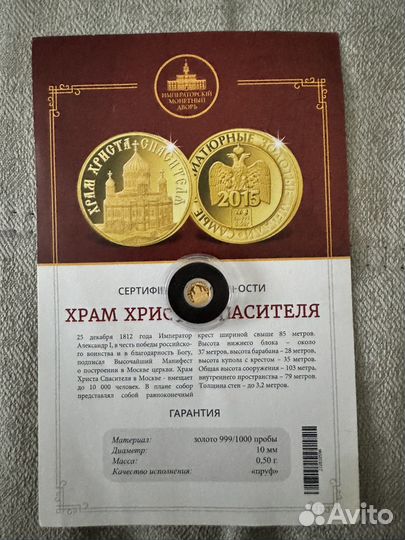 ИМПЕРАТОРСКІЙ
МОНЕТНЫЙ
ДВОРЪ
ХРАМ ХРИСТА СПАСИТЕЛЯ
САМЫЕ МИАТЮРНЫЕ ЗОЛОТЫЕ
2015
СЕРТИФИ ОСТИ
ХРАМ ХРИС ПАСИТЕЛЯ
25 декабря 1812 года Император
Александр I, в честь победы российско-
го воинства и в благодарность Богу,
подписал Высочайший Манифест
о построении в Москве церкви. Храм
Христа Спасителя в Москве - вмещает
до 10 000 человек. В плане собор
представлял собой равноконечный
крест шириной свыше 85 метров.
Высота нижнего блока – около
37 метров, высота барабана – 28 метров,
высота купола с крестом – 35 метров.
Общая высота сооружения – 103 метра,
внутреннего пространства – 79 метров.
Толщина стен – до 3,2 метров.
ГАРАНТИЯ
Материал: золото 999/1000 пробы
Диаметр: 10 мм
Масса: 0,50 г.
Качество исполнения: «пруф»
Avito